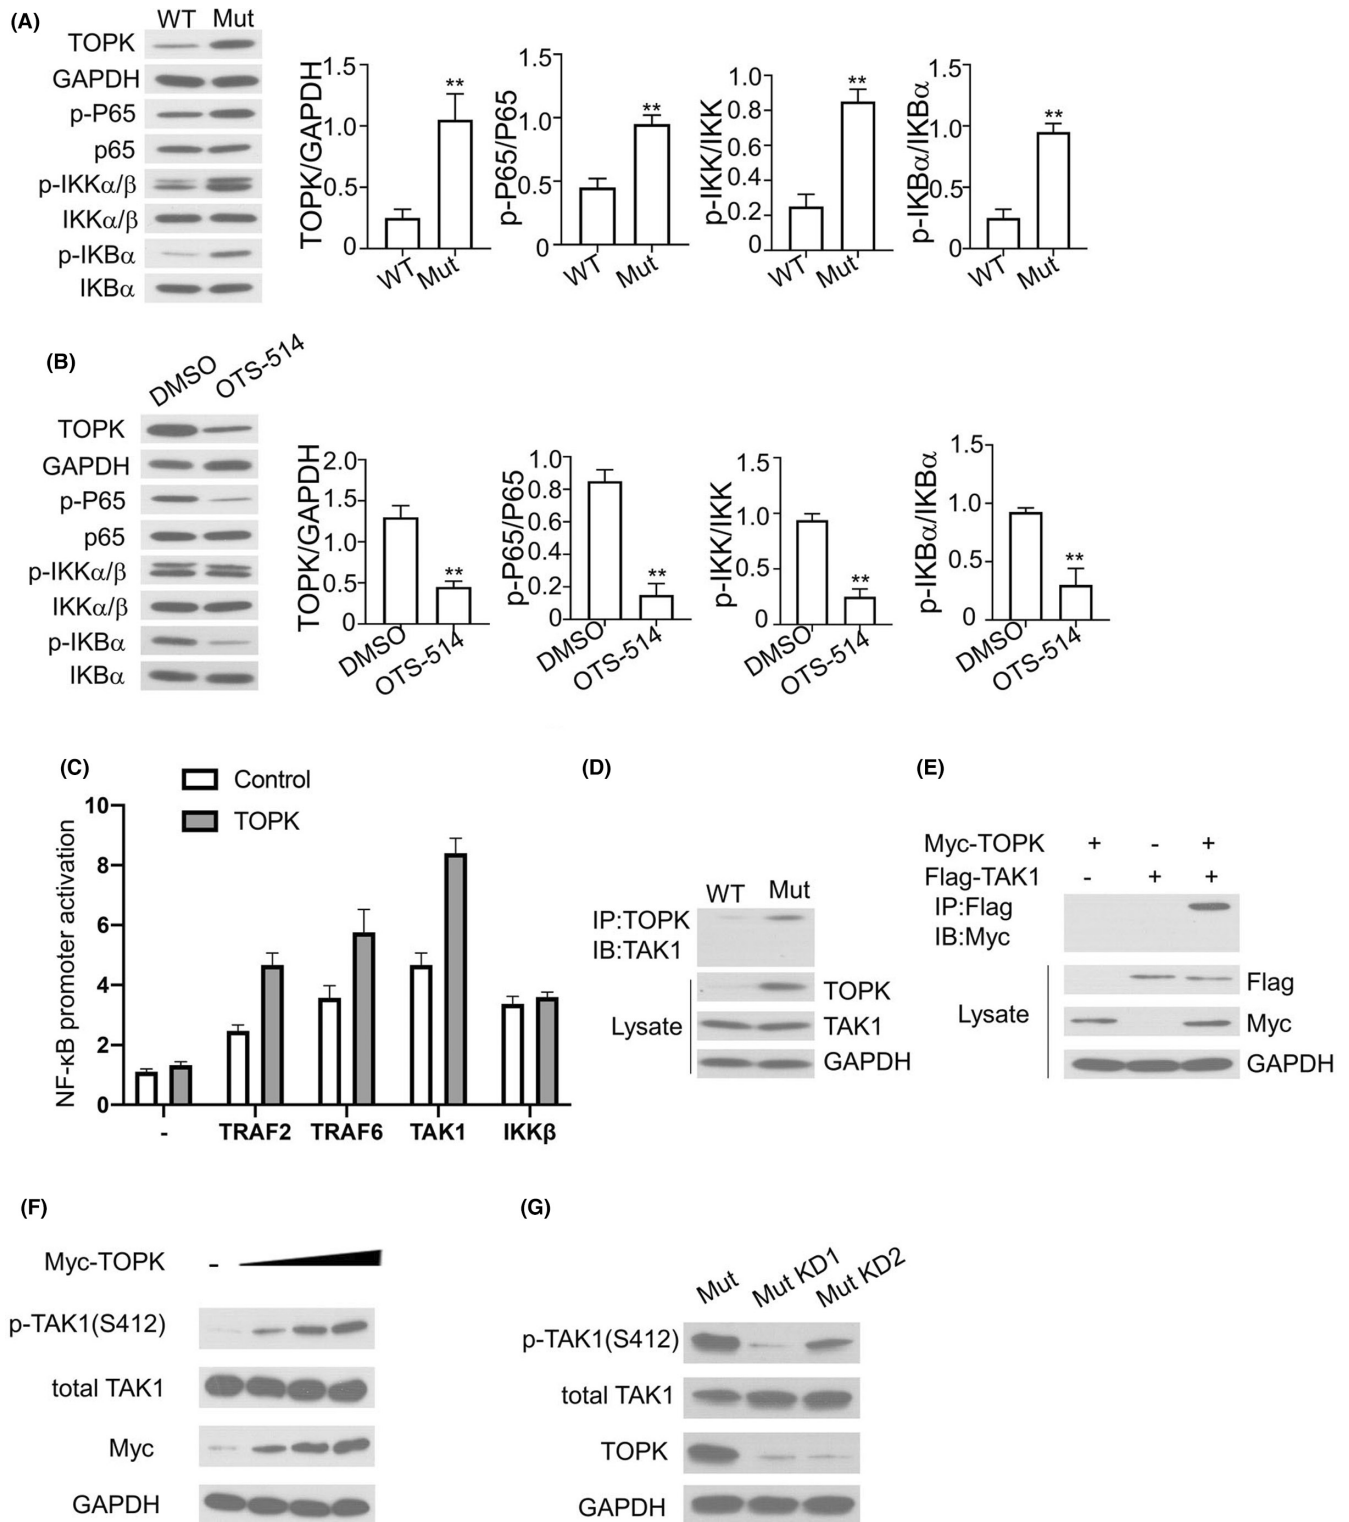 (A)
WT Mut
TOPK
GAPDH
p-P65
p65
p-IKKα/β
IKKα/β
p-IKBα
IKBα
TOPK/GAPDH
1.5
1.0
0.5
0
**
WT Mut
p-P65/P65
1.5
1.0
0.5
0
**
WT Mut
p-IKK/IKK
1.0
0.8
0.6
0.4
0.2
0
**
WT Mut
p-IKBα/IKBα
1.5
1.0
0.5
0
**
WT Mut
(B)
DMSO OTS-514
TOPK
GAPDH
p-P65
p65
p-IKKα/β
IKKα/β
p-IKBα
IKBα
TOPK/GAPDH
2.0
1.5
1.0
0.5
0
**
DMSO OTS-514
p-P65/P65
1.0
0.8
0.6
0.4
0.2
0
**
DMSO OTS-514
p-IKK/IKK
1.5
1.0
0.5
0
**
DMSO OTS-514
p-IKBα/IKBα
1.5
1.0
0.5
0
**
DMSO OTS-514
(C)
Control
TOPK
NF-κB promoter activation
10
8
6
4
2
0
- TRAF2 TRAF6 TAK1 IKKβ
(D)
WT Mut
IP:TOPK
IB:TAK1
Lysate
TOPK
TAK1
GAPDH
(E)
Myc-TOPK + - +
Flag-TAK1 - + +
IP:Flag
IB:Myc
Lysate
Flag
Myc
GAPDH
(F)
Myc-TOPK -
p-TAK1(S412)
total TAK1
Myc
GAPDH
(G)
Mut Mut KD1 Mut KD2
p-TAK1(S412)
total TAK1
TOPK
GAPDH